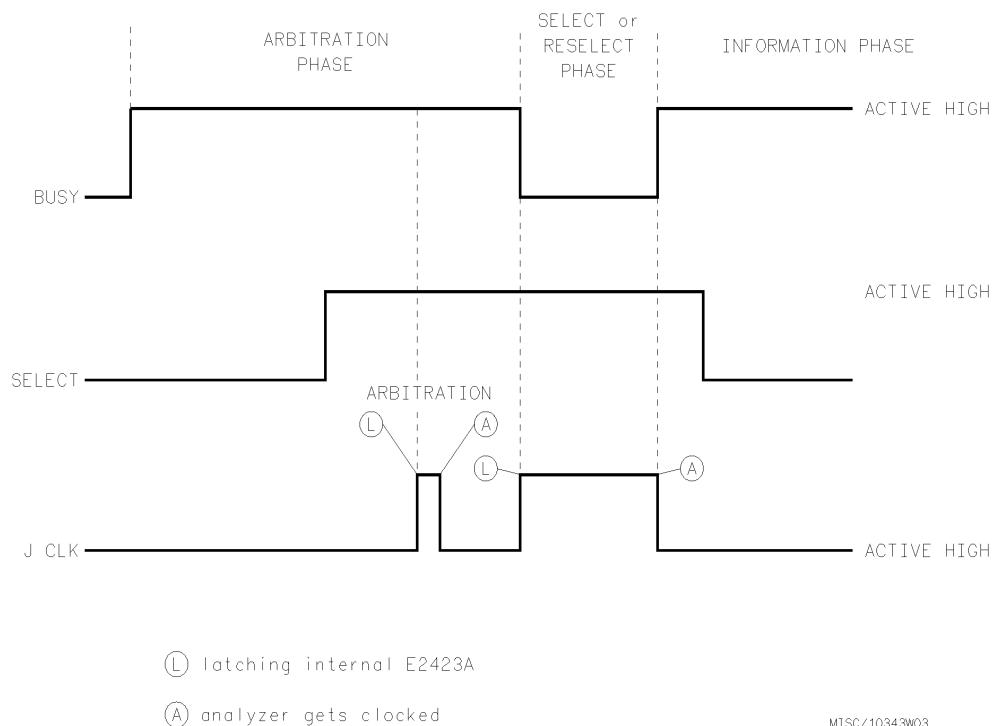 ARBITRATION
PHASE
SELECT or
RESELECT
PHASE
INFORMATION PHASE
ACTIVE HIGH
BUSY
ACTIVE HIGH
SELECT
ARBITRATION
L
A
L
A
J CLK
ACTIVE HIGH
L latching internal E2423A
A analyzer gets clocked
MISC/10343W03